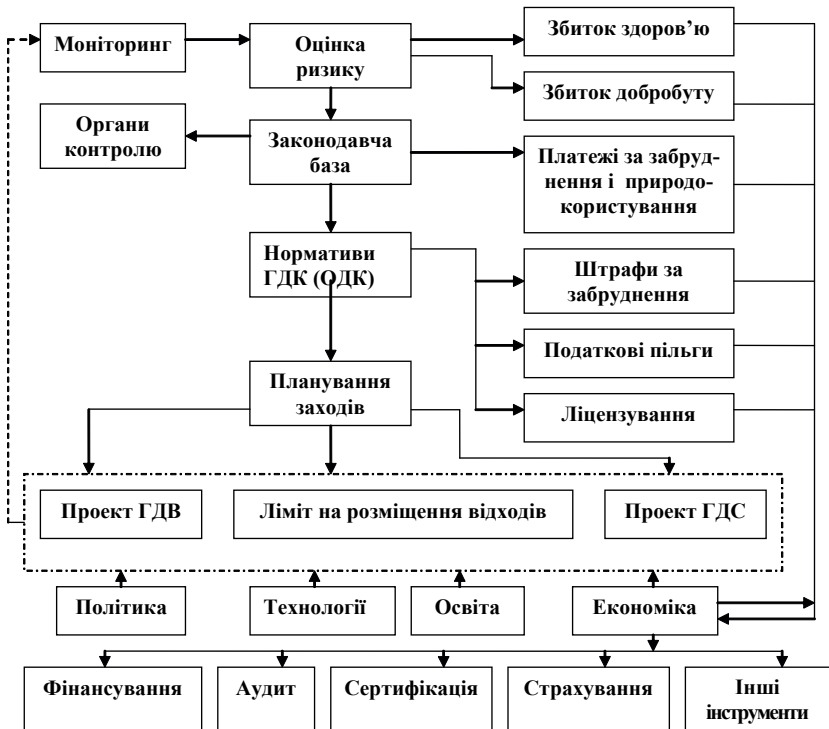 Моніторинг
Оцінка
ризику
Збиток здоров’ю
Збиток добробуту
Органи
контролю
Законодавча
база
Платежі за забруд-
нення і природо-
користування
Нормативи
ГДК (ОДК)
Штрафи за
забруднення
Податкові пільги
Планування
заходів
Ліцензування
Проект ГДВ
Ліміт на розміщення відходів
Проект ГДС
Політика
Технології
Освіта
Економіка
Фінансування
Аудит
Сертифікація
Страхування
Інші
інструменти